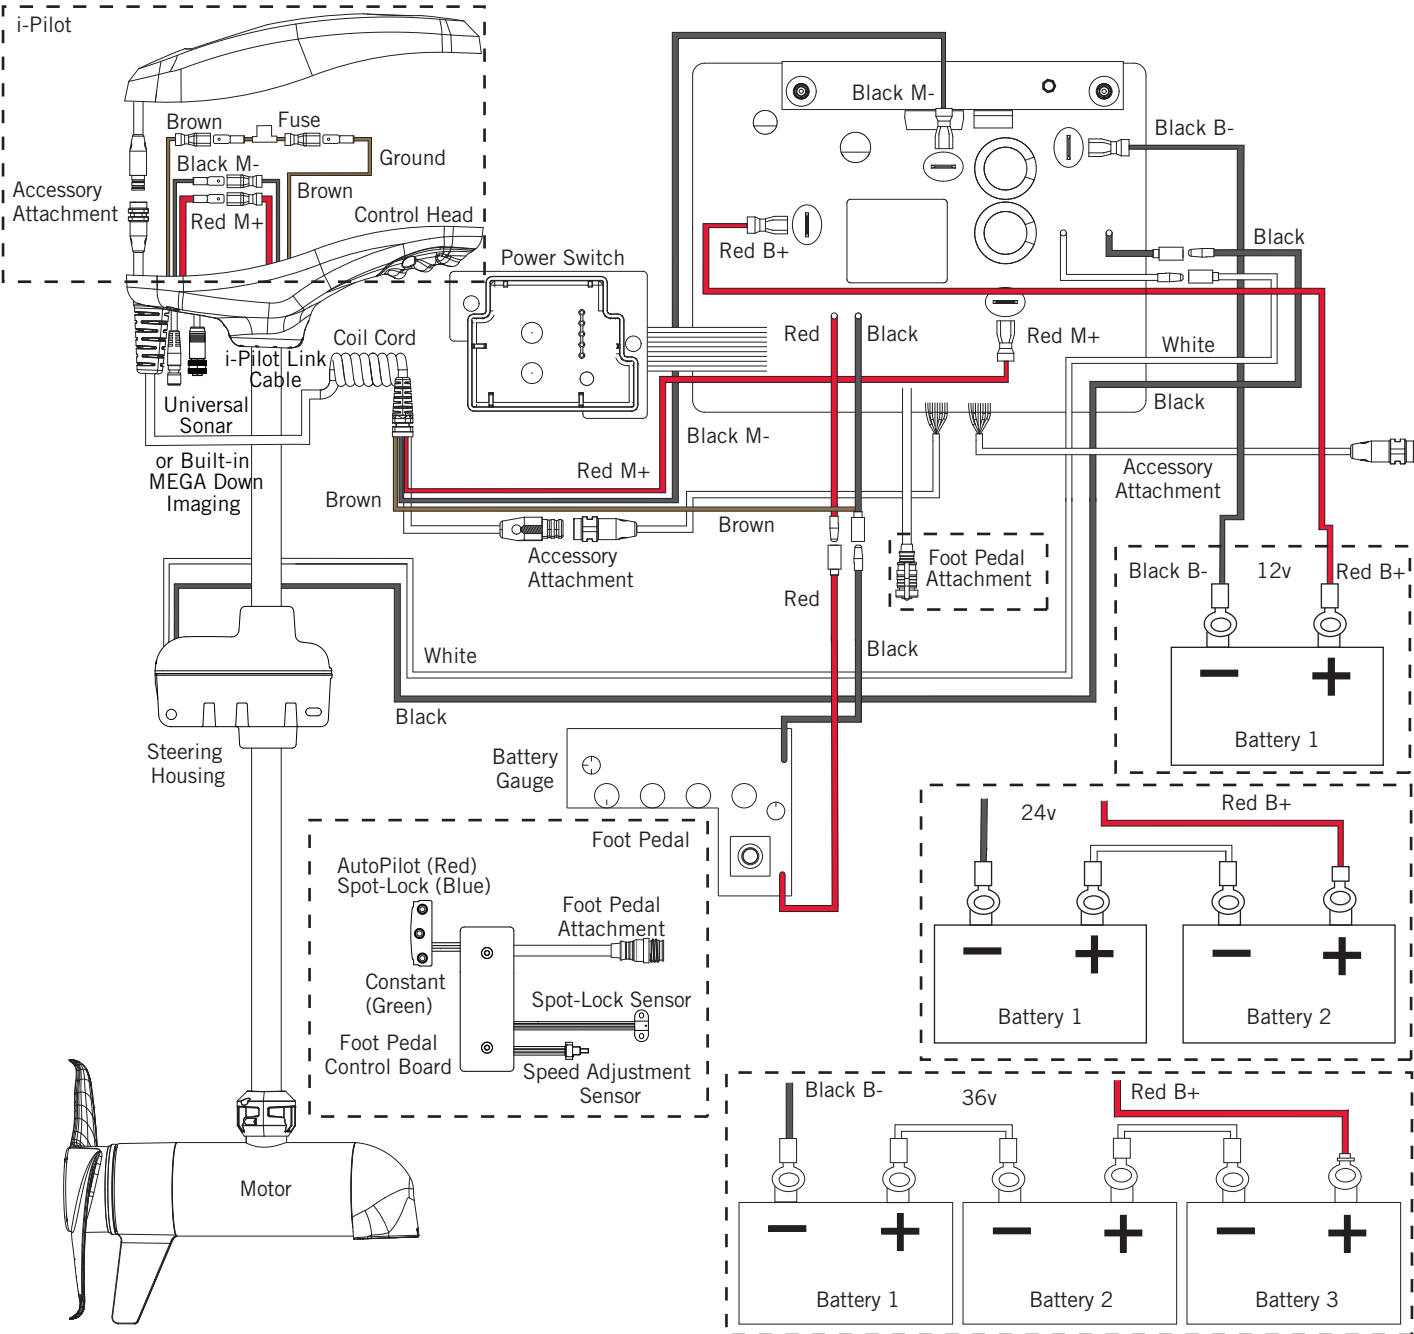 i-Pilot
Brown
Fuse
Black M-
Ground
Accessory
Attachment
Brown
Red M+
Control Head
Black M-
Black B-
Red B+
Black
Power Switch
Red
Black
Red M+
White
Black
Coil Cord
i-Pilot Link
Cable
Universal
Sonar
or Built-in
MEGA Down
Imaging
Black M-
Red M+
Brown
Brown
Accessory
Attachment
Accessory
Attachment
Foot Pedal
Attachment
Red
Black
White
Black
Steering
Housing
Battery
Gauge
Black B-
12v
Red B+
− +
Battery 1
24v
Red B+
− + − +
Battery 1
Battery 2
Foot Pedal
AutoPilot (Red)
Spot-Lock (Blue)
Foot Pedal
Attachment
Constant
(Green)
Spot-Lock Sensor
Foot Pedal
Control Board
Speed Adjustment
Sensor
Motor
Black B-
36v
Red B+
− + − + − +
Battery 1
Battery 2
Battery 3